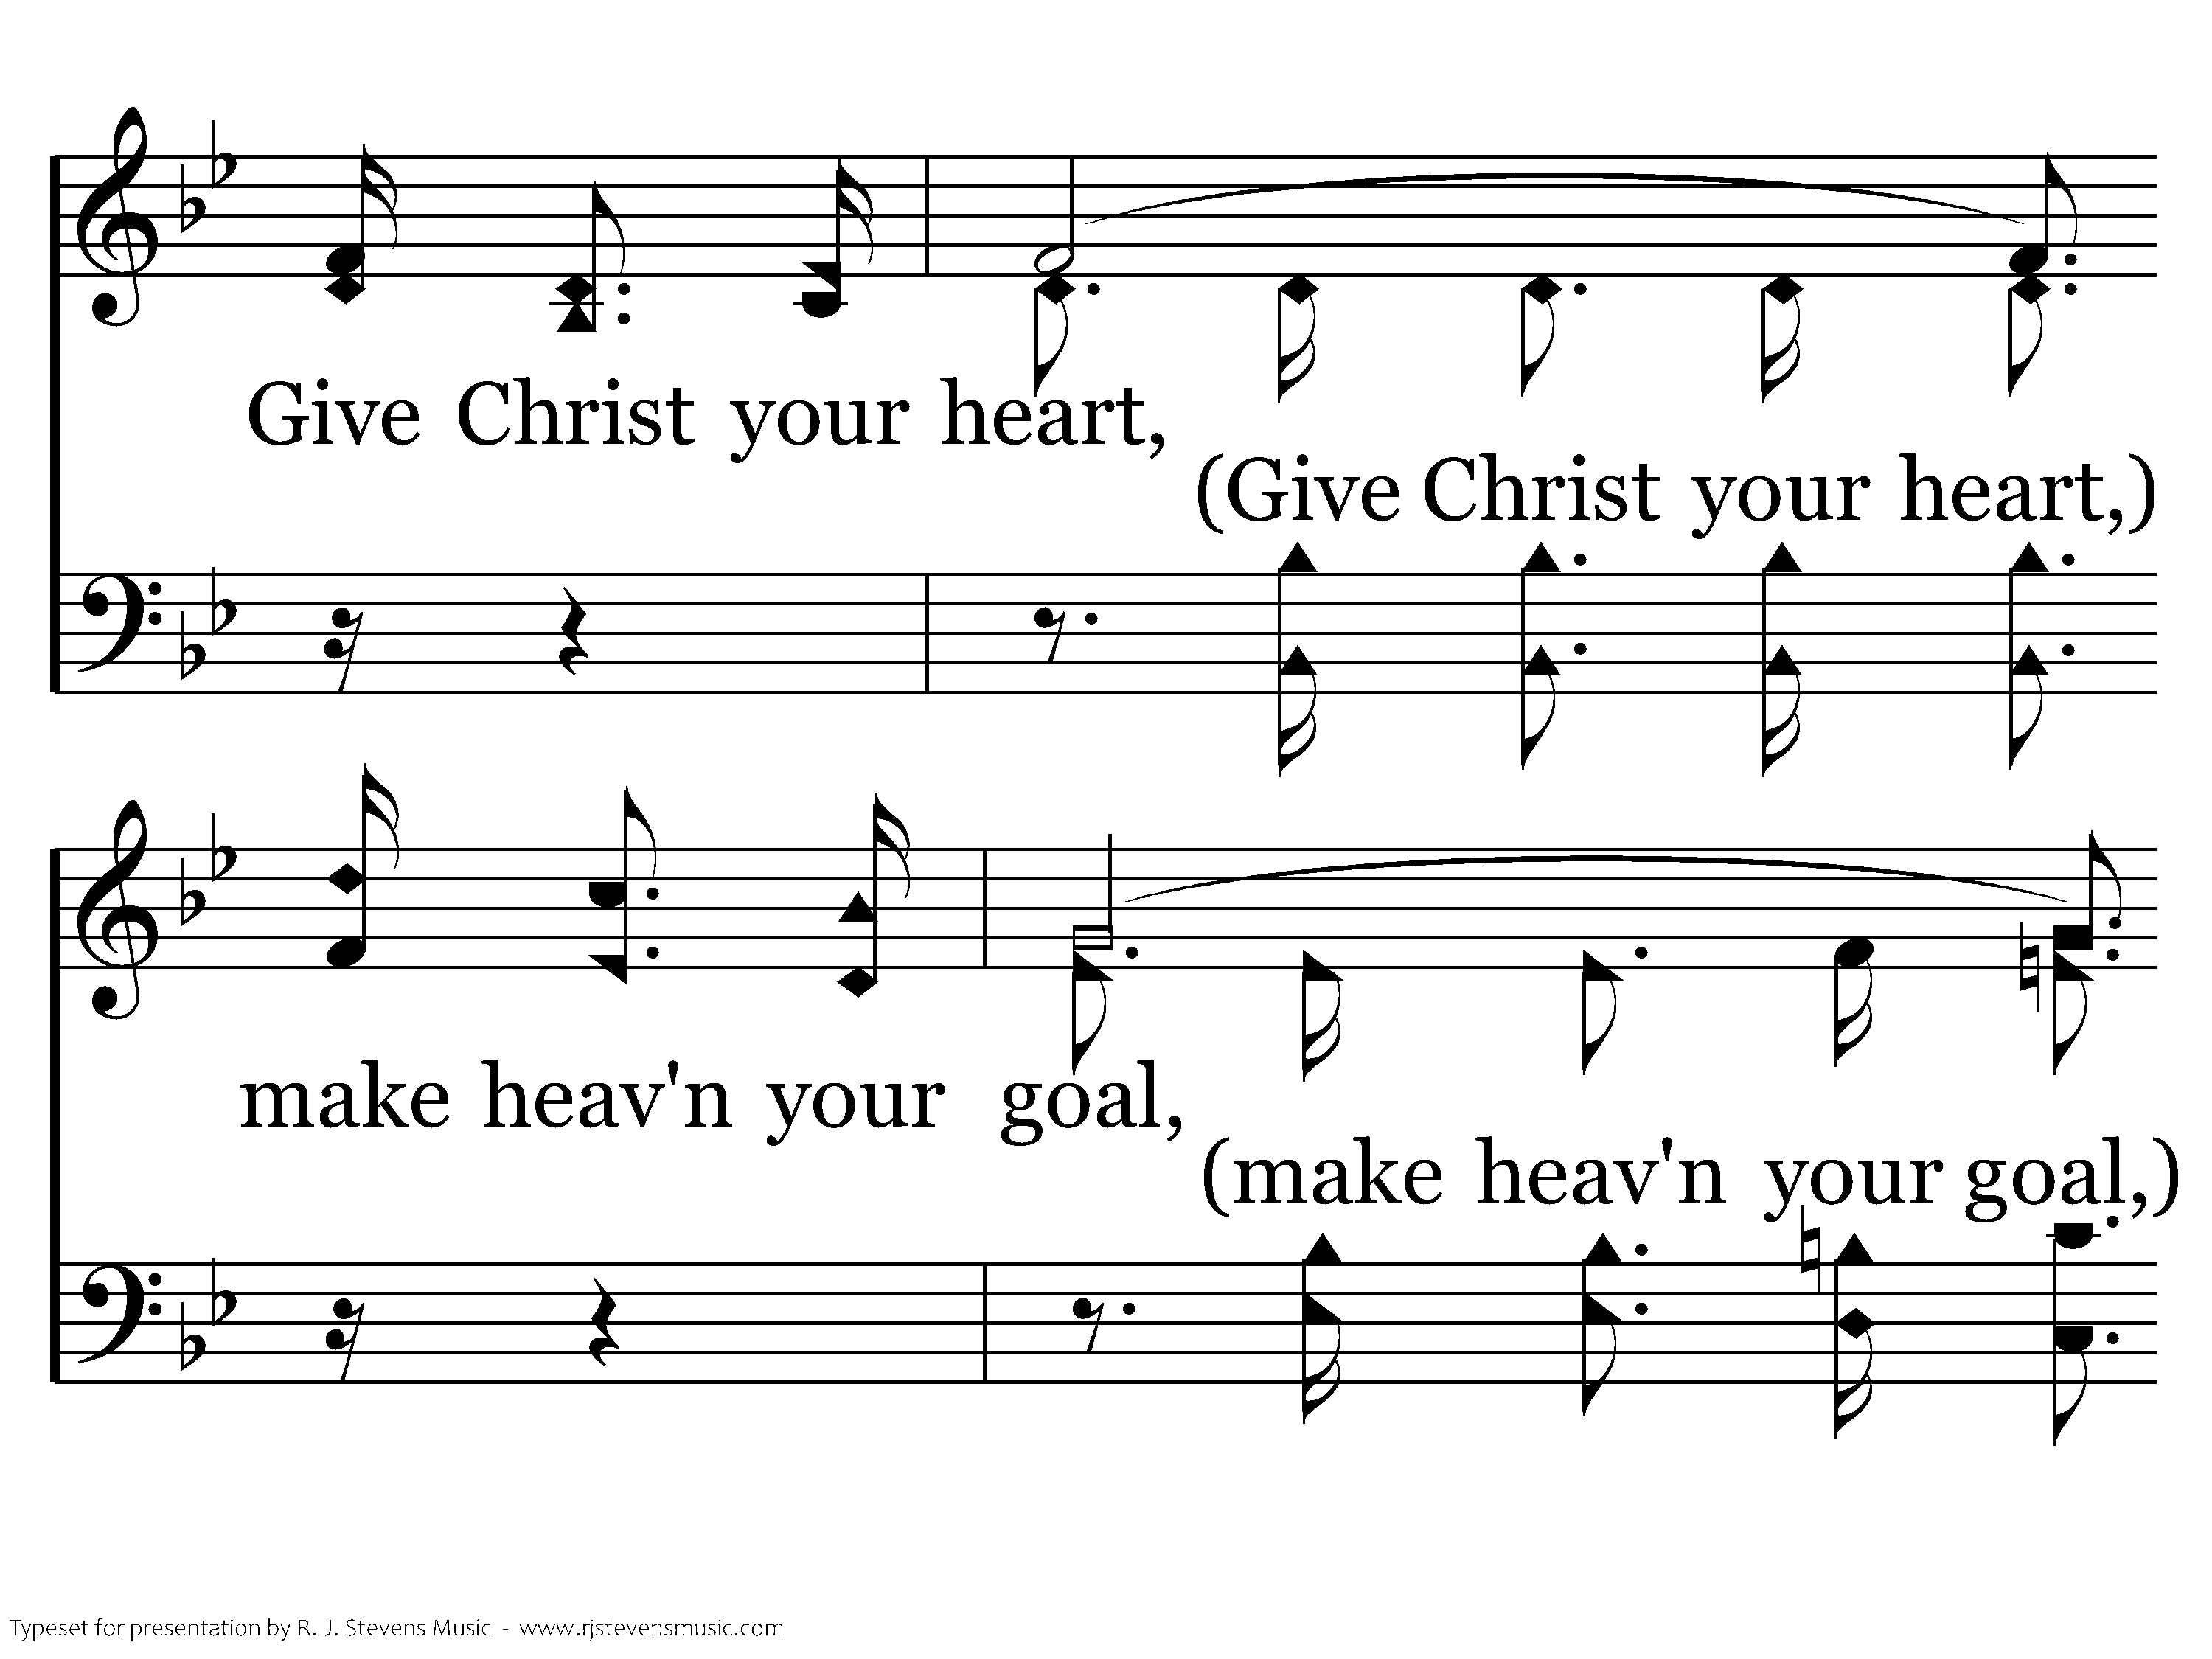 Give Christ your heart,
(Give Christ your heart,)
make heav'n your goal,
(make heav'n your goal,)
Typeset for presentation by R. J. Stevens Music - www.rjstevensmusic.com